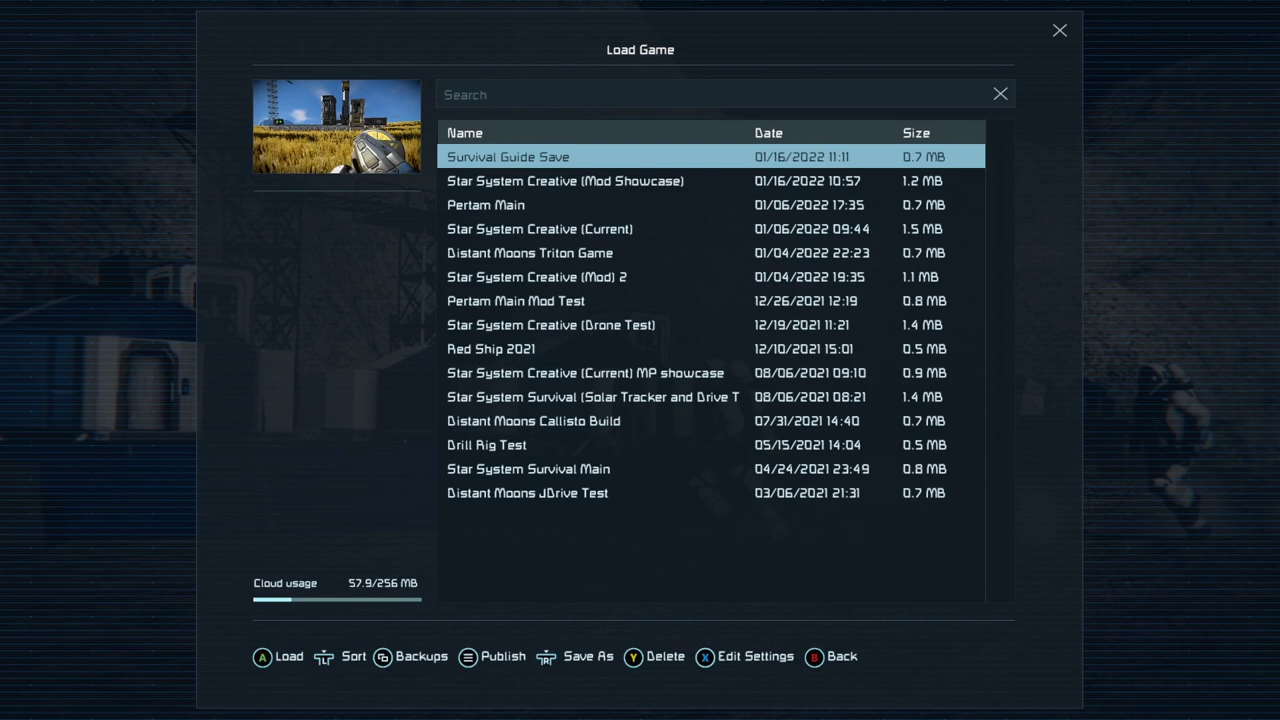 Load Game
Search
Name Date Size
Survival Guide Save 01/16/2022 11:11 0.7 MB
Star System Creative (Mod Showcase) 01/16/2022 10:57 1.2 MB
Pertam Main 01/06/2022 17:35 0.7 MB
Star System Creative (Current) 01/06/2022 09:44 1.5 MB
Distant Moons Triton Game 01/04/2022 22:23 0.7 MB
Star System Creative (Mod) 2 01/04/2022 19:35 1.1 MB
Pertam Main Mod Test 12/26/2021 12:19 0.8 MB
Star System Creative (Drone Test) 12/19/2021 11:21 1.4 MB
Red Ship 2021 12/10/2021 15:01 0.5 MB
Star System Creative (Current) MP showcase 08/06/2021 09:10 0.9 MB
Star System Survival (Solar Tracker and Drive T 08/06/2021 08:21 1.4 MB
Distant Moons Callisto Build 07/31/2021 14:40 0.7 MB
Drill Rig Test 05/15/2021 14:04 0.5 MB
Star System Survival Main 04/24/2021 23:49 0.8 MB
Distant Moons JDrive Test 03/06/2021 21:31 0.7 MB
Cloud usage 57.9/256 MB
A Load LT Sort Backups Publish RT Save As Y Delete X Edit Settings B Back